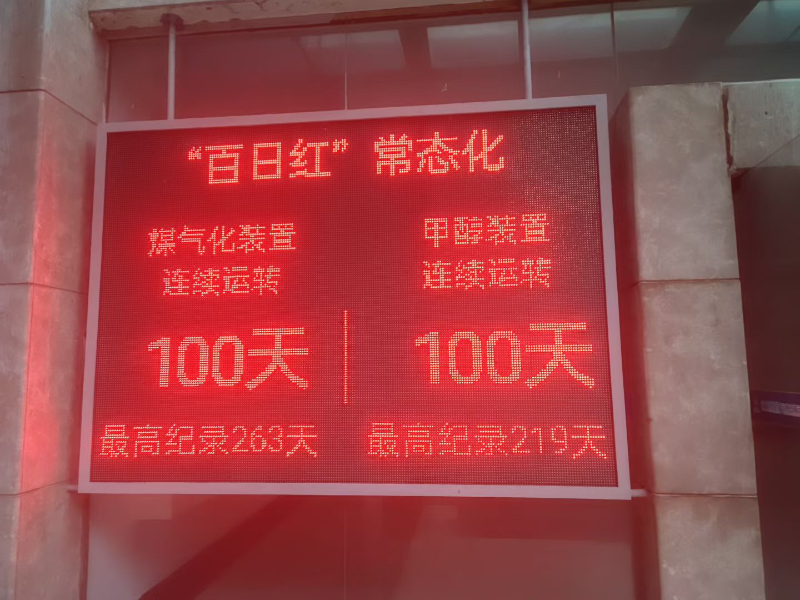 “百日红” 常态化
煤气化装置
连续运转
100天
最高纪录263天
甲醇装置
连续运转
100天
最高纪录219天